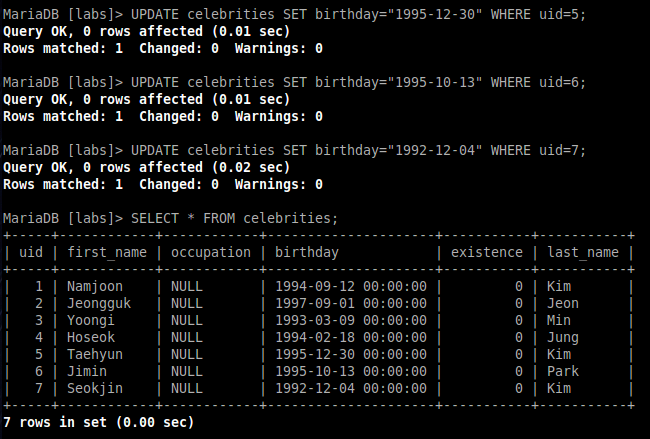 MariaDB [labs]> UPDATE celebrities SET birthday="1995-12-30" WHERE uid=5;
Query OK, 0 rows affected (0.01 sec)
Rows matched: 1  Changed: 0  Warnings: 0
MariaDB [labs]> UPDATE celebrities SET birthday="1995-10-13" WHERE uid=6;
Query OK, 0 rows affected (0.01 sec)
Rows matched: 1  Changed: 0  Warnings: 0
MariaDB [labs]> UPDATE celebrities SET birthday="1992-12-04" WHERE uid=7;
Query OK, 0 rows affected (0.02 sec)
Rows matched: 1  Changed: 0  Warnings: 0
MariaDB [labs]> SELECT * FROM celebrities;
+-----+------------+------------+---------------------+-----------+-----------+
| uid | first_name | occupation | birthday            | existence | last_name |
+-----+------------+------------+---------------------+-----------+-----------+
|   1 | Namjoon    | NULL       | 1994-09-12 00:00:00 |         0 | Kim       |
|   2 | Jeongguk   | NULL       | 1997-09-01 00:00:00 |         0 | Jeon      |
|   3 | Yoongi     | NULL       | 1993-03-09 00:00:00 |         0 | Min       |
|   4 | Hoseok     | NULL       | 1994-02-18 00:00:00 |         0 | Jung      |
|   5 | Taehyun    | NULL       | 1995-12-30 00:00:00 |         0 | Kim       |
|   6 | Jimin      | NULL       | 1995-10-13 00:00:00 |         0 | Park      |
|   7 | Seokjin    | NULL       | 1992-12-04 00:00:00 |         0 | Kim       |
+-----+------------+------------+---------------------+-----------+-----------+
7 rows in set (0.00 sec)